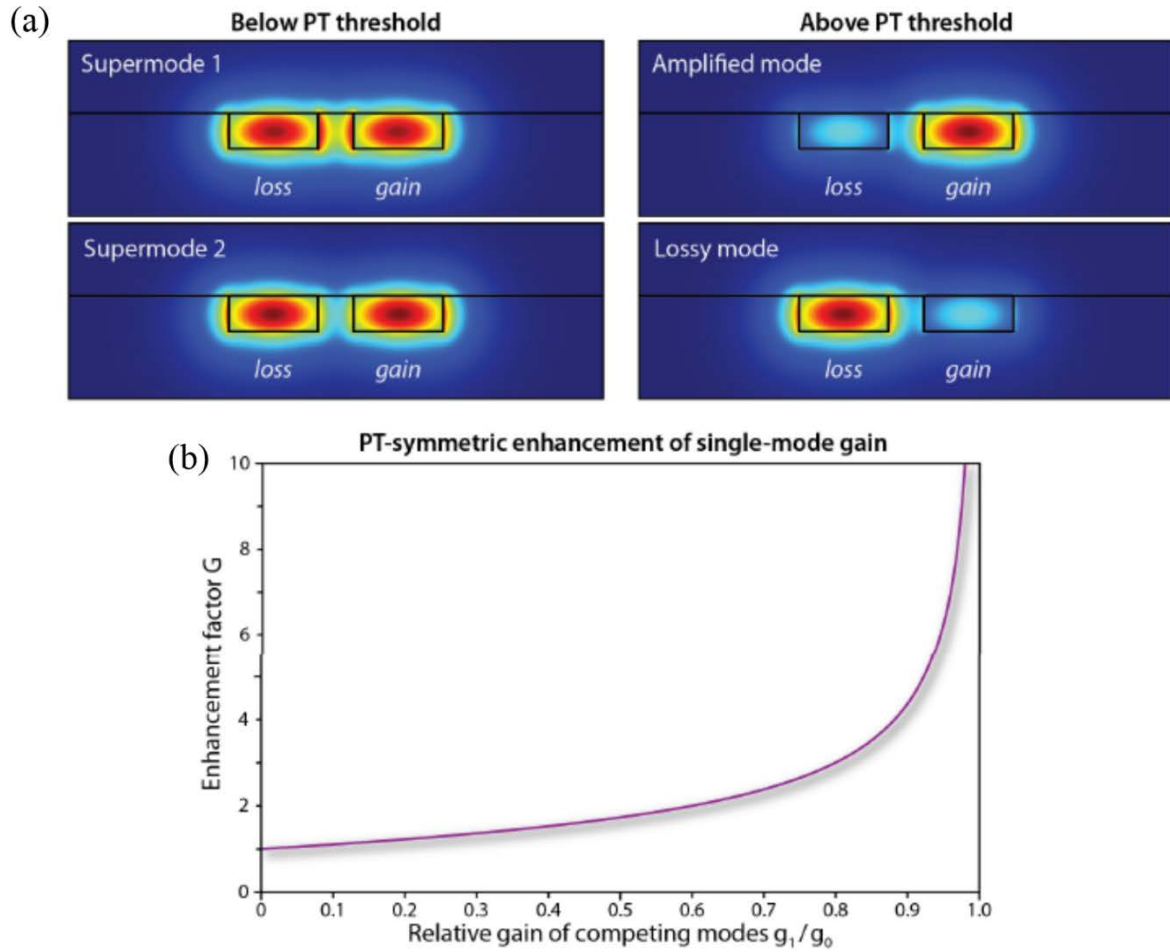 (a)
Below PT threshold
Above PT threshold
Supermode 1
loss
gain
Amplified mode
loss
gain
Supermode 2
loss
gain
Lossy mode
loss
gain
(b)
PT-symmetric enhancement of single-mode gain
10
8
6
4
2
0
Enhancement factor G
0
0.1
0.2
0.3
0.4
0.5
0.6
0.7
0.8
0.9
1.0
Relative gain of competing modes g₁/g₀